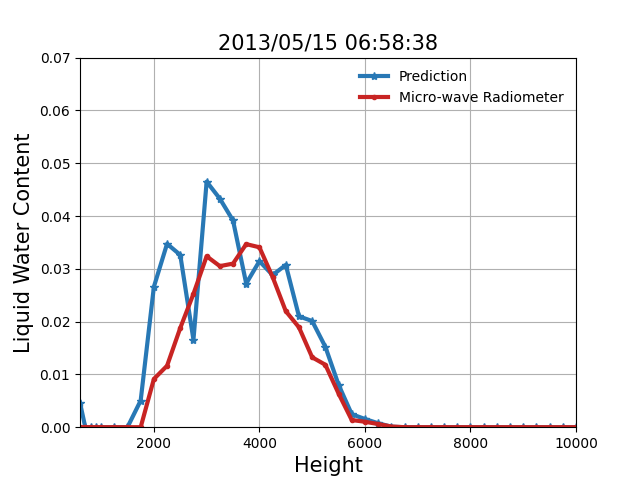 2013/05/15 06:58:38
Prediction
Micro-wave Radiometer
Liquid Water Content
0.07
0.06
0.05
0.04
0.03
0.02
0.01
0.00
2000 4000 6000 8000 10000
Height